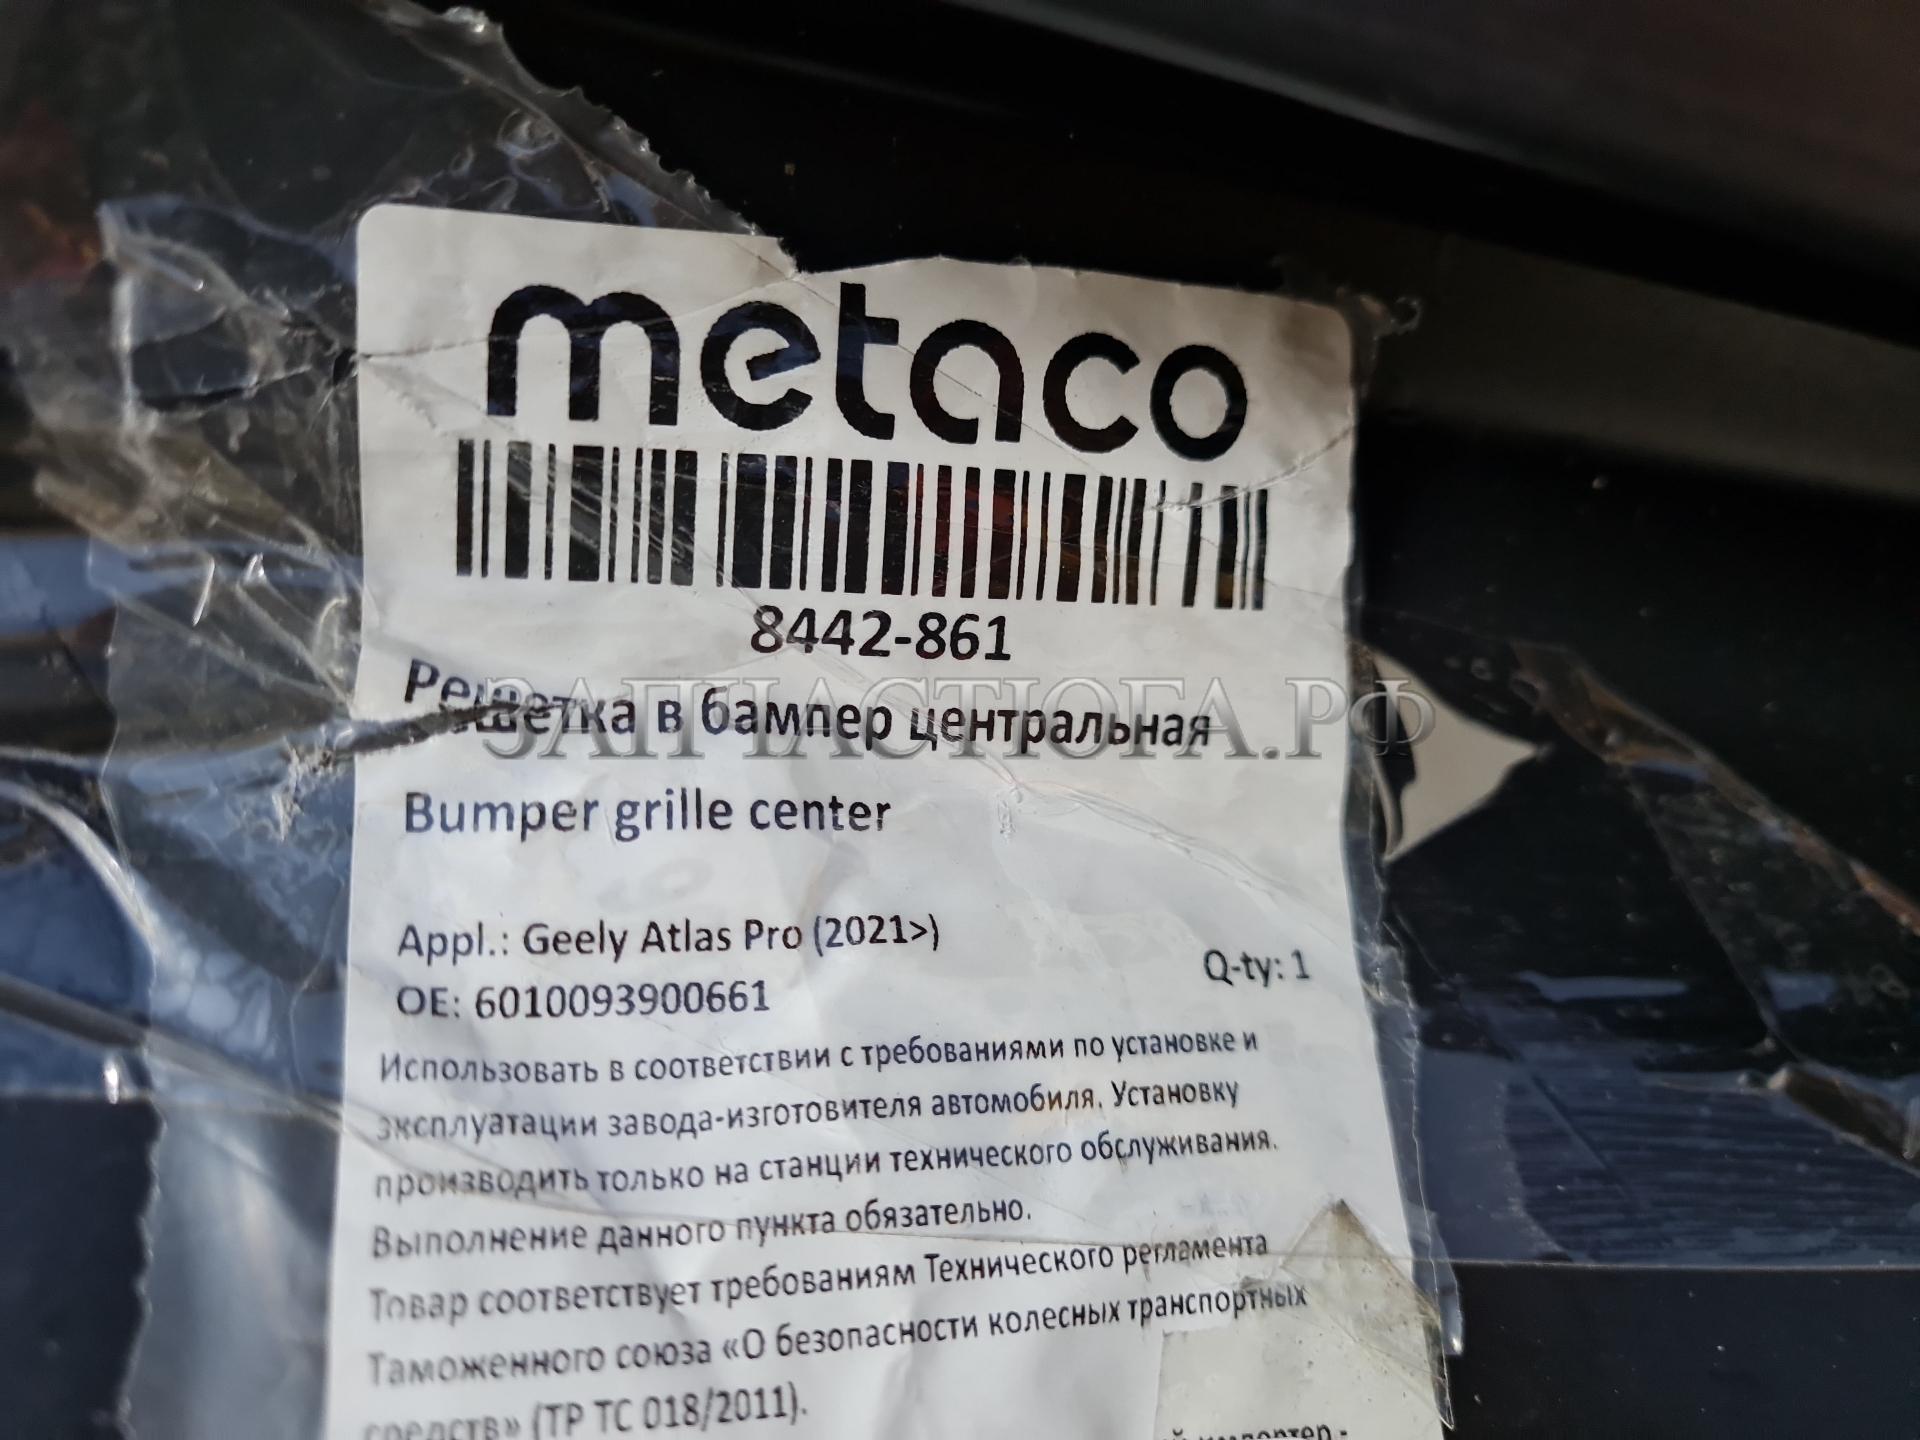 metaco
8442-861
Решетка в бампер центральная
ЗАПЧАСТЮГА.РФ
Bumper grille center
Appl.: Geely Atlas Pro (2021>)
Q-ty: 1
OE: 6010093900661
Использовать в соответствии с требованиями по установке и
эксплуатации завода-изготовителя автомобиля. Установку
производить только на станции технического обслуживания.
Выполнение данного пункта обязательно.
Товар соответствует требованиям Технического регламента
Таможенного союза «О безопасности колесных транспортных
средств» (ТР ТС 018/2011).
импортер -